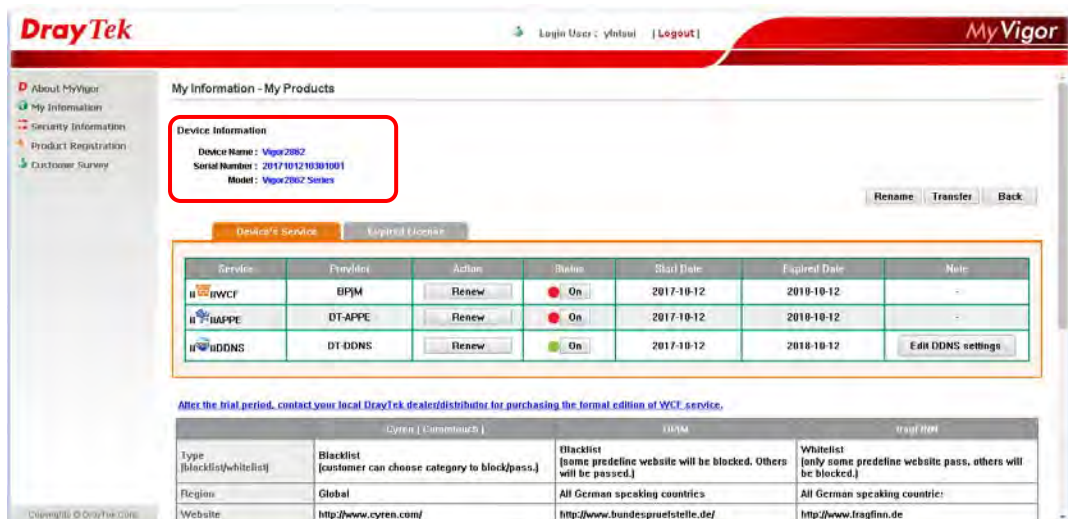 DrayTek
Login User : | Logout |
MyVigor
About MyVigor
My Information
Security Information
Product Registration
Customer Survey
My Information - My Products
Device Information
Device Name : Vigor2862
Serial Number : 2017101210301001
Model : Vigor2862 Series
Rename Transfer Back
Device's Service Expired License
Service Provider Action Status Start Date Expired Date Note
WCF BPjM Renew On 2017-10-12 2018-10-12 -
APPE DT-APPE Renew On 2017-10-12 2018-10-12 -
DDNS DT-DDNS Renew On 2017-10-12 2018-10-12 Edit DDNS settings
After the trial period, contact your local DrayTek dealer/distributor for purchasing the formal edition of WCF service.
Cyren ( Commtouch ) BPjM fragFINN
Type
(blacklist/whitelist)
Blacklist
(customer can choose category to block/pass.)
Blacklist
(some predefine website will be blocked. Others
will be passed.)
Whitelist
(only some predefine website pass, others will
be blocked.)
Region Global All German speaking countries All German speaking countries
Website http://www.cyren.com/ http://www.bundespruefstelle.de/ http://www.fragfinn.de
Copyrights © DrayTek Corp.